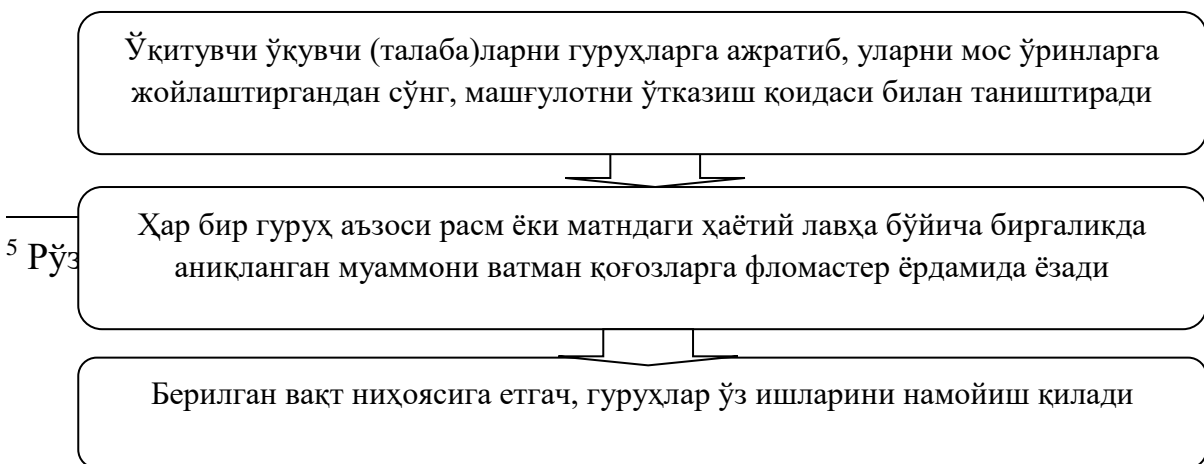 Ўқитувчи ўқувчи (талаба)ларни гуруҳларга ажратиб, уларни мос ўринларга
жойлаштиргандан сўнг, машғулотни ўтказиш қоидаси билан таништиради
Ҳар бир гуруҳ аъзоси расм ёки матндаги ҳаётий лавҳа бўйича биргаликда
аниқланган муаммони ватман қоғозларга фломастер ёрдамида ёзади
5
Берилган вақт ниҳоясига етгач, гуруҳлар ўз ишларини намойиш қилади